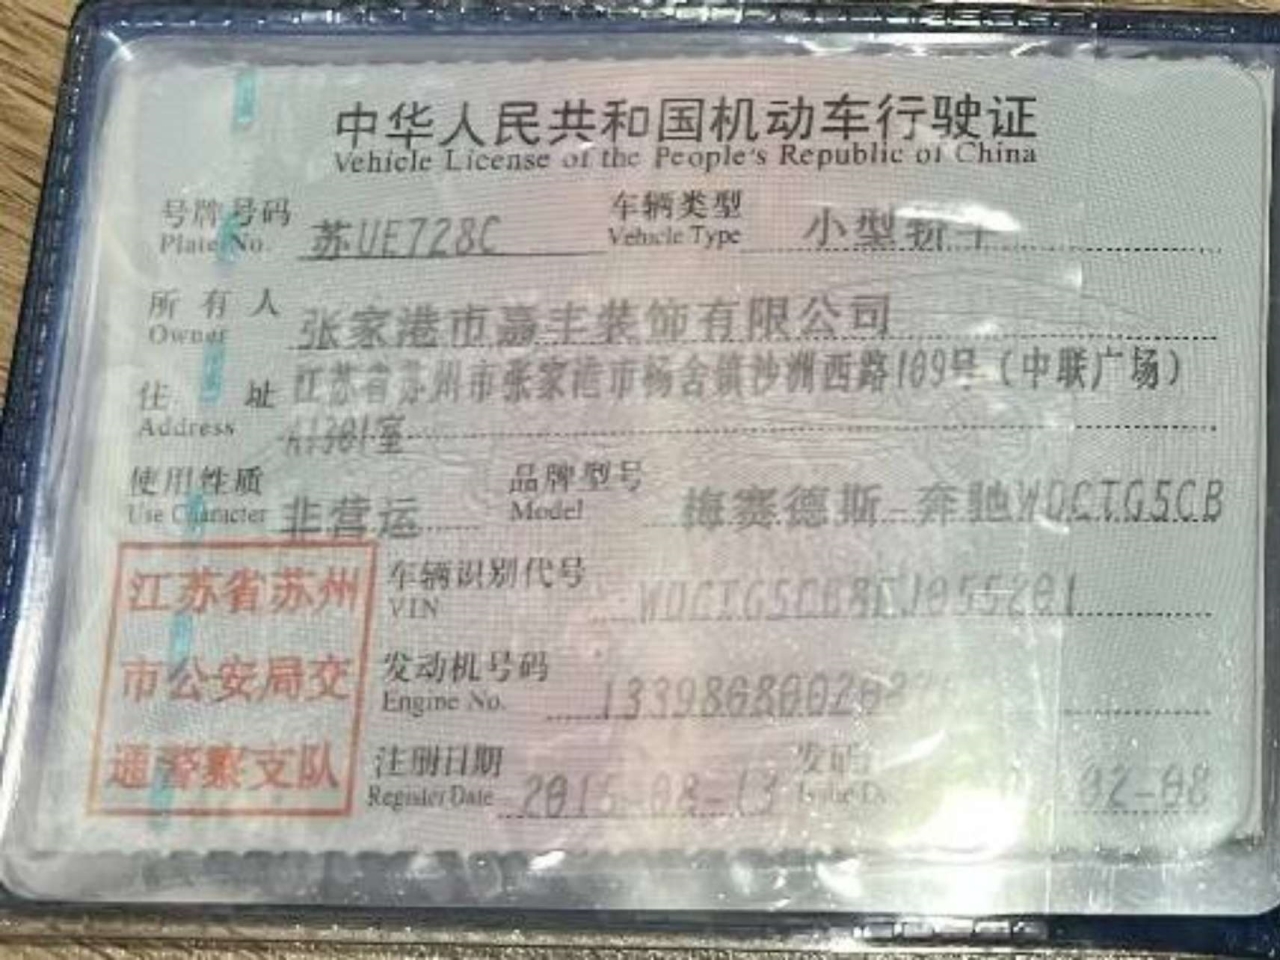 中华人民共和国机动车行驶证
Vehicle License of the People's Republic of China
号牌号码 苏UE728C 车辆类型 小型轿车
Plate No. Vehicle Type
所有人 张家港市嘉丰装饰有限公司
Owner
住址 江苏省苏州市张家港市杨舍镇沙洲西路109号（中联广场）
Address A1301室
使用性质 非营运 品牌型号 梅赛德斯 奔驰WDCTG5CB
Use Character Model
江苏省苏州 车辆识别代号
VIN
市公安局交 发动机号码
Engine No.
通警察支队 注册日期 发
Register Date 02-08